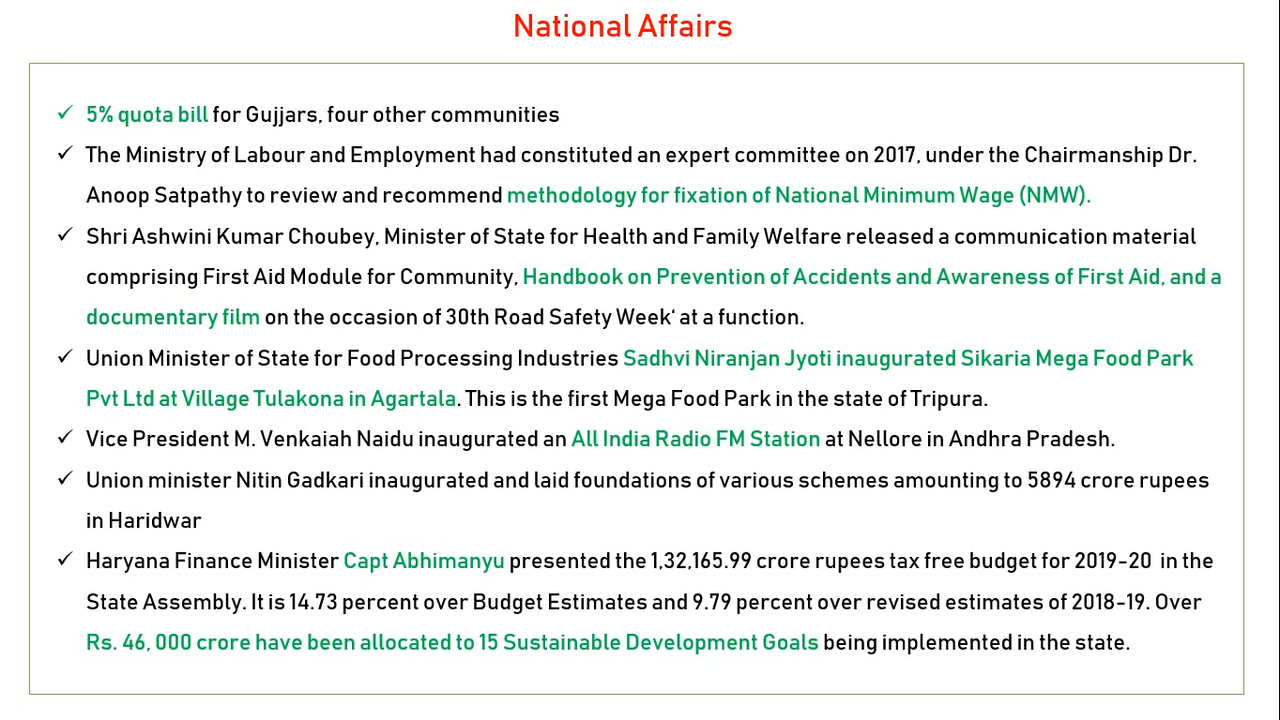 National Affairs
✓ 5% quota bill for Gujjars, four other communities
✓ The Ministry of Labour and Employment had constituted an expert committee on 2017, under the Chairmanship Dr.
Anoop Satpathy to review and recommend methodology for fixation of National Minimum Wage (NMW).
✓ Shri Ashwini Kumar Choubey, Minister of State for Health and Family Welfare released a communication material
comprising First Aid Module for Community, Handbook on Prevention of Accidents and Awareness of First Aid, and a
documentary film on the occasion of 30th Road Safety Week‘ at a function.
✓ Union Minister of State for Food Processing Industries Sadhvi Niranjan Jyoti inaugurated Sikaria Mega Food Park
Pvt Ltd at Village Tulakona in Agartala. This is the first Mega Food Park in the state of Tripura.
✓ Vice President M. Venkaiah Naidu inaugurated an All India Radio FM Station at Nellore in Andhra Pradesh.
✓ Union minister Nitin Gadkari inaugurated and laid foundations of various schemes amounting to 5894 crore rupees
in Haridwar
✓ Haryana Finance Minister Capt Abhimanyu presented the 1,32,165.99 crore rupees tax free budget for 2019-20 in the
State Assembly. It is 14.73 percent over Budget Estimates and 9.79 percent over revised estimates of 2018-19. Over
Rs. 46, 000 crore have been allocated to 15 Sustainable Development Goals being implemented in the state.